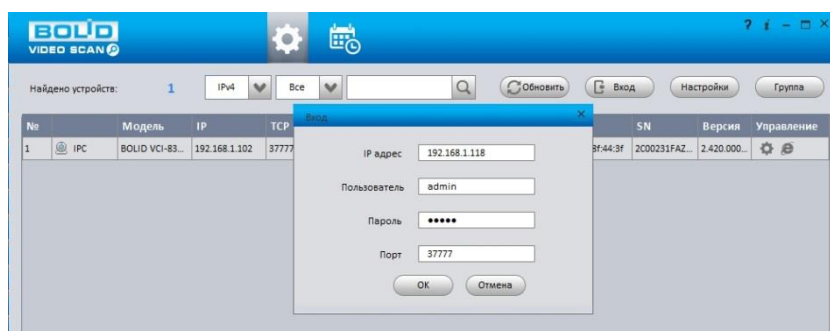 BOLID
VIDEO SCAN
? i
Найдено устройств: 1 IPv4 Все Обновить Вход Настройки Группа
№ Модель IP TCP SN Версия Управление
1 IPC BOLID VCI-83... 192.168.1.102 37777 3f:44:3f 2C00231FAZ... 2.420.000...
Вход
IP адрес 192.168.1.118
Пользователь admin
Пароль •••••
Порт 37777
OK Отмена